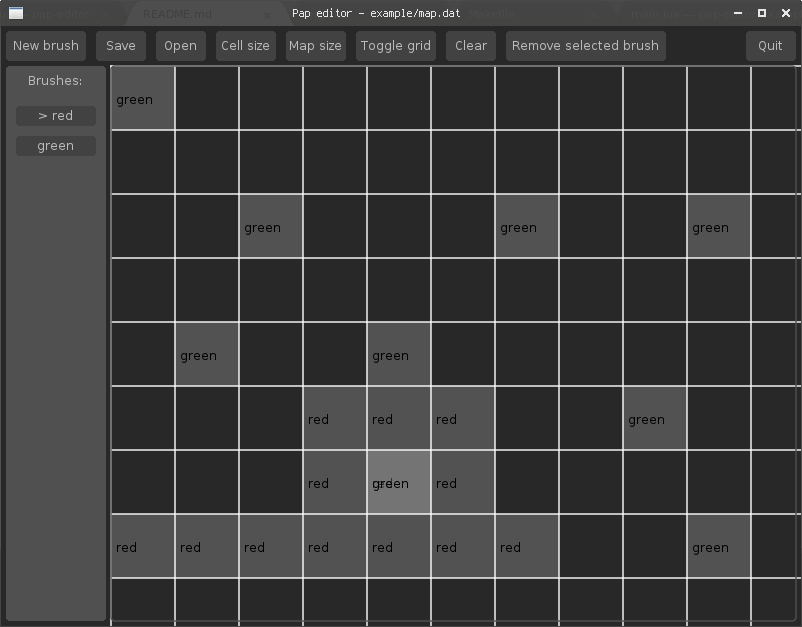 Pap editor – example/map.dat
New brush Save Open Cell size Map size Toggle grid Clear Remove selected brush Quit
Brushes:
> red
green
green
green green green
green green
red red red green
red green red
red red red red red red red green